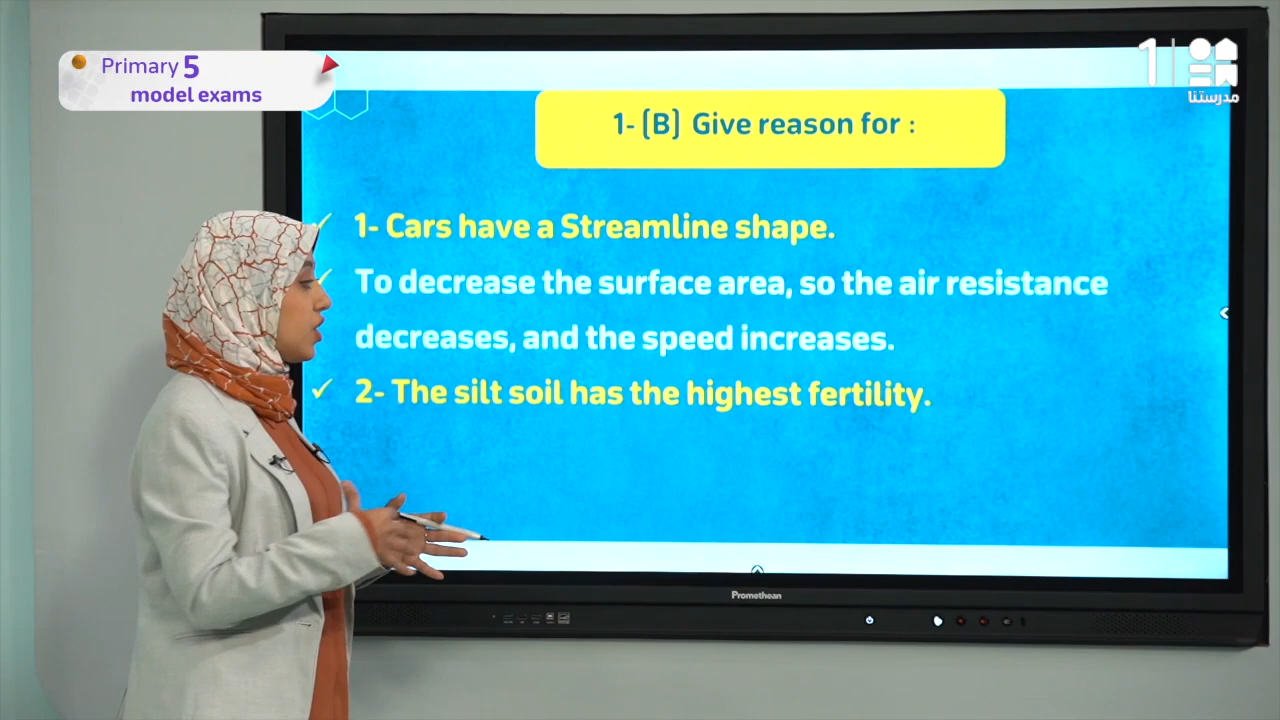 Primary 5
model exams
1
مدرستنا
1- (B) Give reason for :
1- Cars have a Streamline shape.
To decrease the surface area, so the air resistance
decreases, and the speed increases.
2- The silt soil has the highest fertility.
Promethean